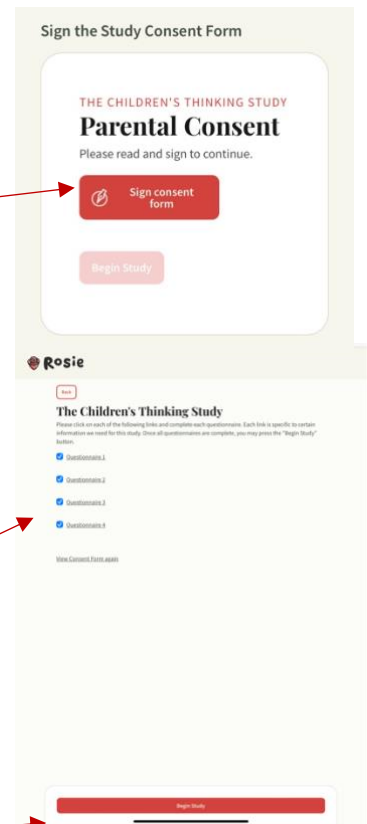 Sign the Study Consent Form
THE CHILDREN'S THINKING STUDY
Parental Consent
Please read and sign to continue.
Sign consent
form
Begin Study
Rosie
Back
The Children's Thinking Study
Please click on each of the following links and complete each questionnaire. Each link is specific to certain
information we need for this study. Once all questionnaires are complete, you may press the "Begin Study"
button.
Questionnaire 1
Questionnaire 2
Questionnaire 3
Questionnaire 4
View Consent Form again
Begin Study